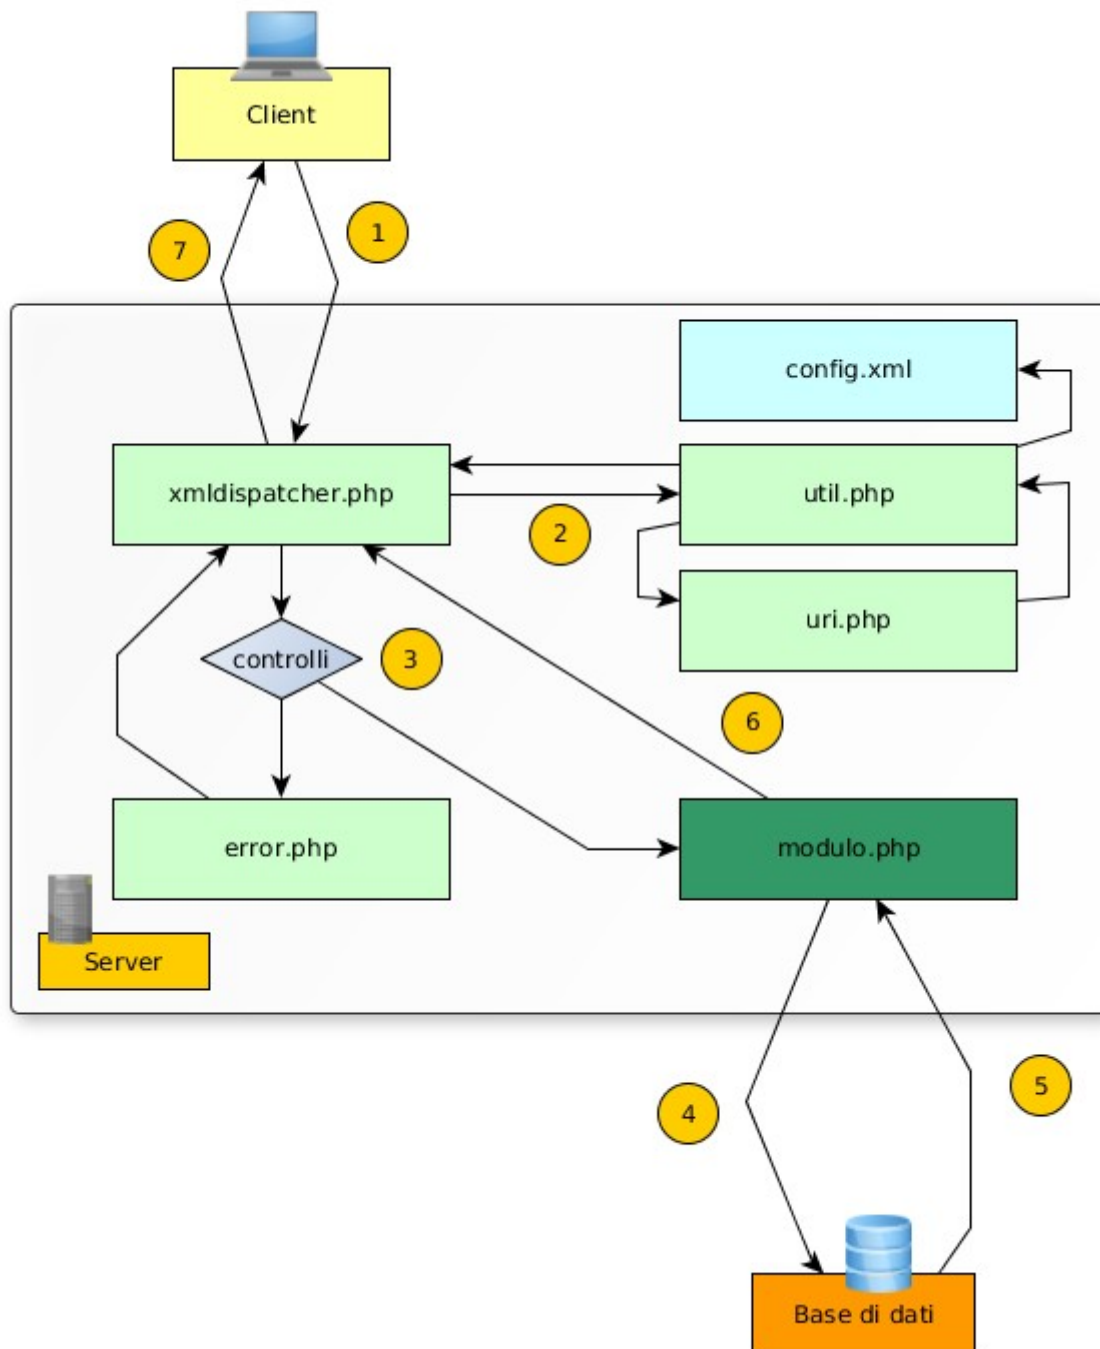 Client
7
1
config.xml
xmldispatcher.php
util.php
2
uri.php
controlli
3
6
error.php
modulo.php
Server
4
5
Base di dati